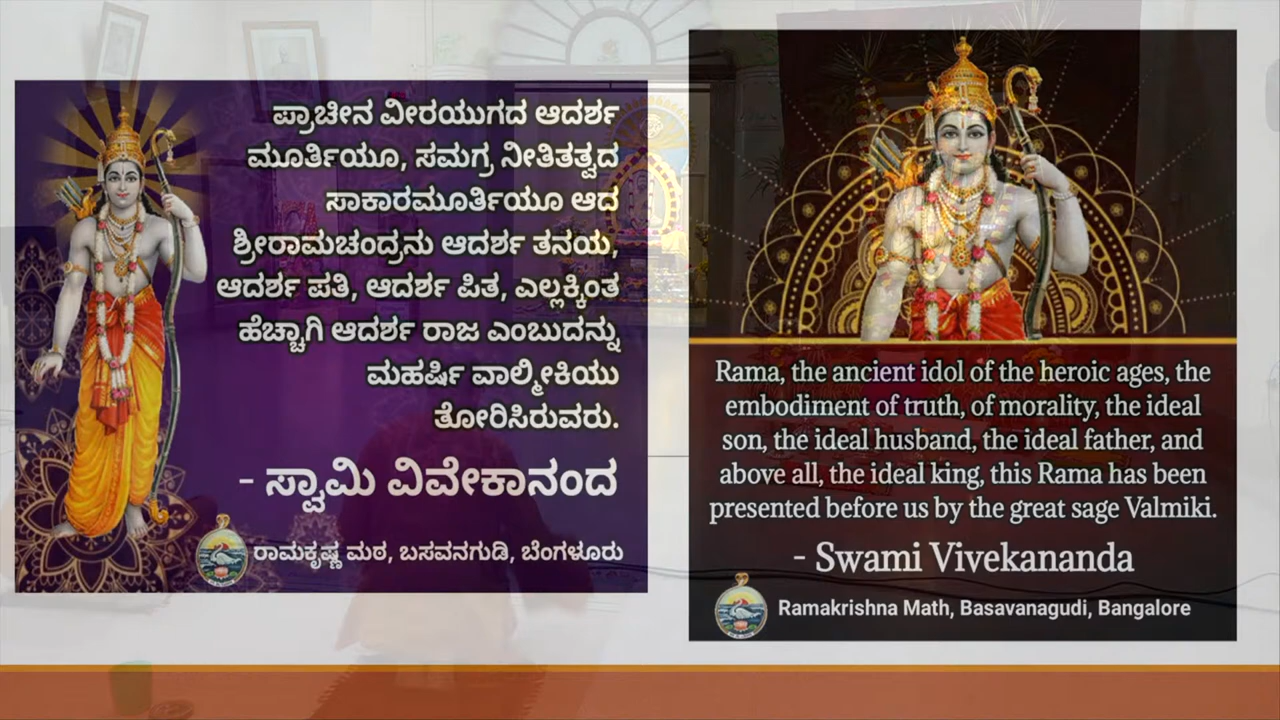 ಪ್ರಾಚೀನ ವೀರಯುಗದ ಆದರ್ಶ
ಮೂರ್ತಿಯೂ, ಸಮಗ್ರ ನೀತಿತತ್ವದ
ಸಾಕಾರಮೂರ್ತಿಯೂ ಆದ
ಶ್ರೀರಾಮಚಂದ್ರನು ಆದರ್ಶ ತನಯ,
ಆದರ್ಶ ಪತಿ, ಆದರ್ಶ ಪಿತ, ಎಲ್ಲಕ್ಕಿಂತ
ಹೆಚ್ಚಾಗಿ ಆದರ್ಶ ರಾಜ ಎಂಬುದನ್ನು
ಮಹರ್ಷಿ ವಾಲ್ಮೀಕಿಯು
ತೋರಿಸಿರುವರು.
- ಸ್ವಾಮಿ ವಿವೇಕಾನಂದ
ರಾಮಕೃಷ್ಣ ಮಠ, ಬಸವನಗುಡಿ, ಬೆಂಗಳೂರು
Rama, the ancient idol of the heroic ages, the
embodiment of truth, of morality, the ideal
son, the ideal husband, the ideal father, and
above all, the ideal king, this Rama has been
presented before us by the great sage Valmiki.
- Swami Vivekananda
Ramakrishna Math, Basavanagudi, Bangalore